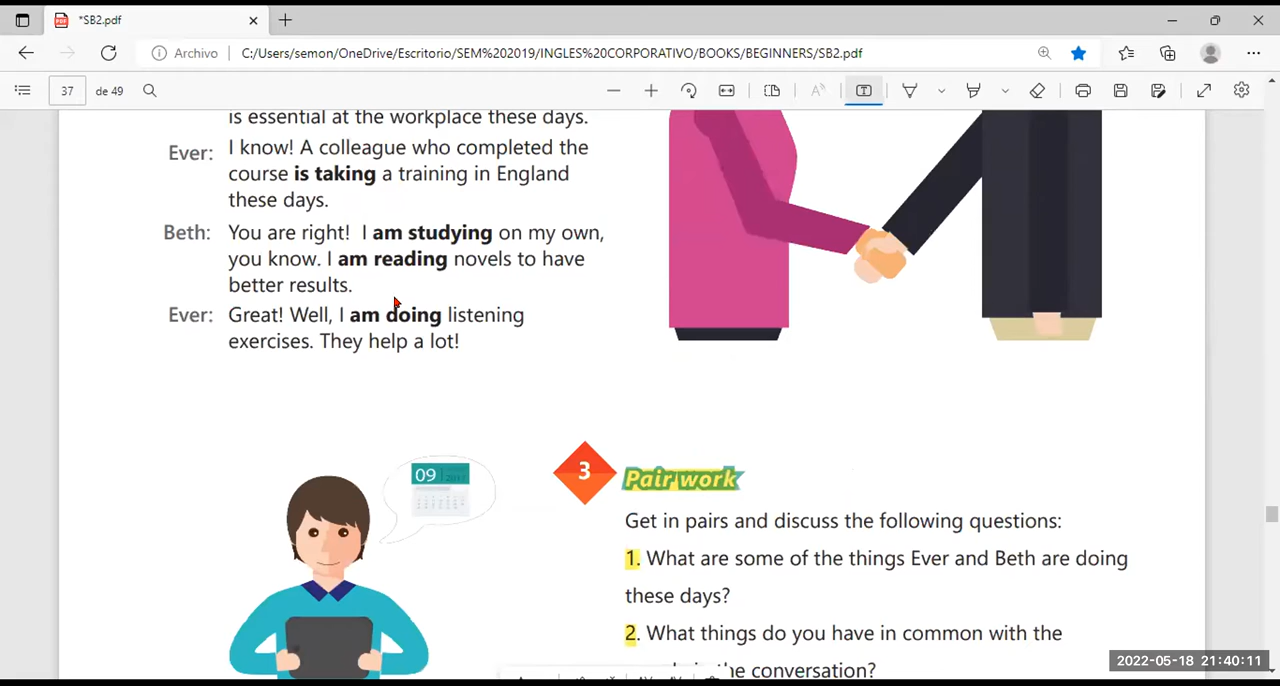 *SB2.pdf
Archivo
C:/Users/semon/OneDrive/Escritorio/SEM%202019/INGLES%20CORPORATIVO/BOOKS/BEGINNERS/SB2.pdf
37 de 49
is essential at the workplace these days.
Ever: I know! A colleague who completed the
course is taking a training in England
these days.
Beth: You are right! I am studying on my own,
you know. I am reading novels to have
better results.
Ever: Great! Well, I am doing listening
exercises. They help a lot!
09
3 Pair work
Get in pairs and discuss the following questions:
1. What are some of the things Ever and Beth are doing
these days?
2. What things do you have in common with the
the conversation?
2022-05-18 21:40:11